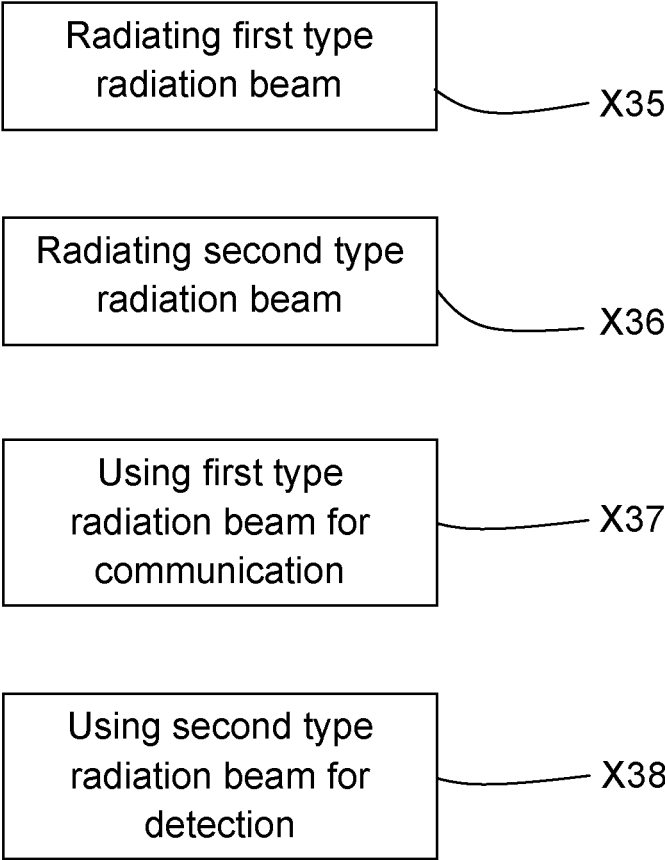 Radiating first type
radiation beam
X35
Radiating second type
radiation beam
X36
Using first type
radiation beam for
communication
X37
Using second type
radiation beam for
detection
X38